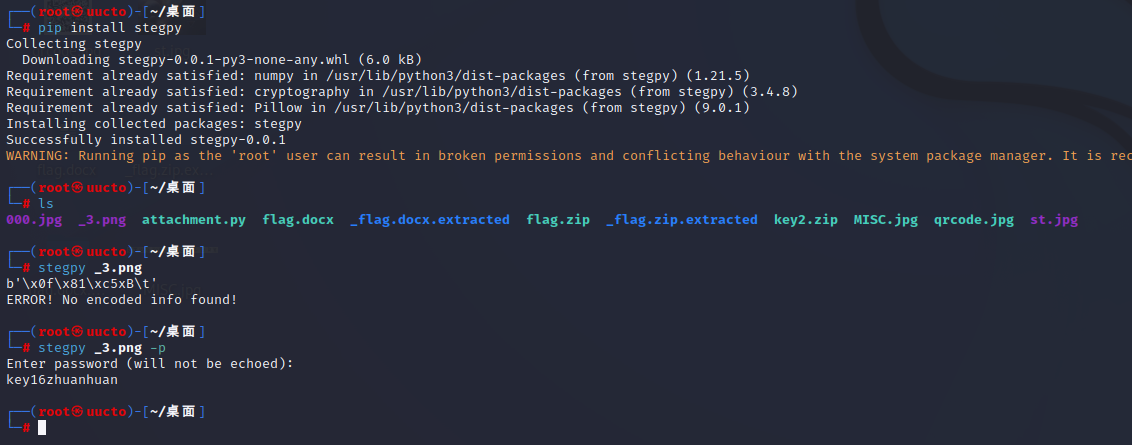 ┌──(root㉿uucto)-[~/桌面]
└─# pip install stegpy
Collecting stegpy
  Downloading stegpy-0.0.1-py3-none-any.whl (6.0 kB)
Requirement already satisfied: numpy in /usr/lib/python3/dist-packages (from stegpy) (1.21.5)
Requirement already satisfied: cryptography in /usr/lib/python3/dist-packages (from stegpy) (3.4.8)
Requirement already satisfied: Pillow in /usr/lib/python3/dist-packages (from stegpy) (9.0.1)
Installing collected packages: stegpy
Successfully installed stegpy-0.0.1
WARNING: Running pip as the 'root' user can result in broken permissions and conflicting behaviour with the system package manager. It is rec
┌──(root㉿uucto)-[~/桌面]
└─# ls
000.jpg  _3.png  attachment.py  flag.docx  _flag.docx.extracted  flag.zip  _flag.zip.extracted  key2.zip  MISC.jpg  qrcode.jpg  st.jpg
┌──(root㉿uucto)-[~/桌面]
└─# stegpy _3.png
b'\x0f\x81\xc5xB\t'
ERROR! No encoded info found!
┌──(root㉿uucto)-[~/桌面]
└─# stegpy _3.png -p
Enter password (will not be echoed):
key16zhuanhuan
┌──(root㉿uucto)-[~/桌面]
└─#